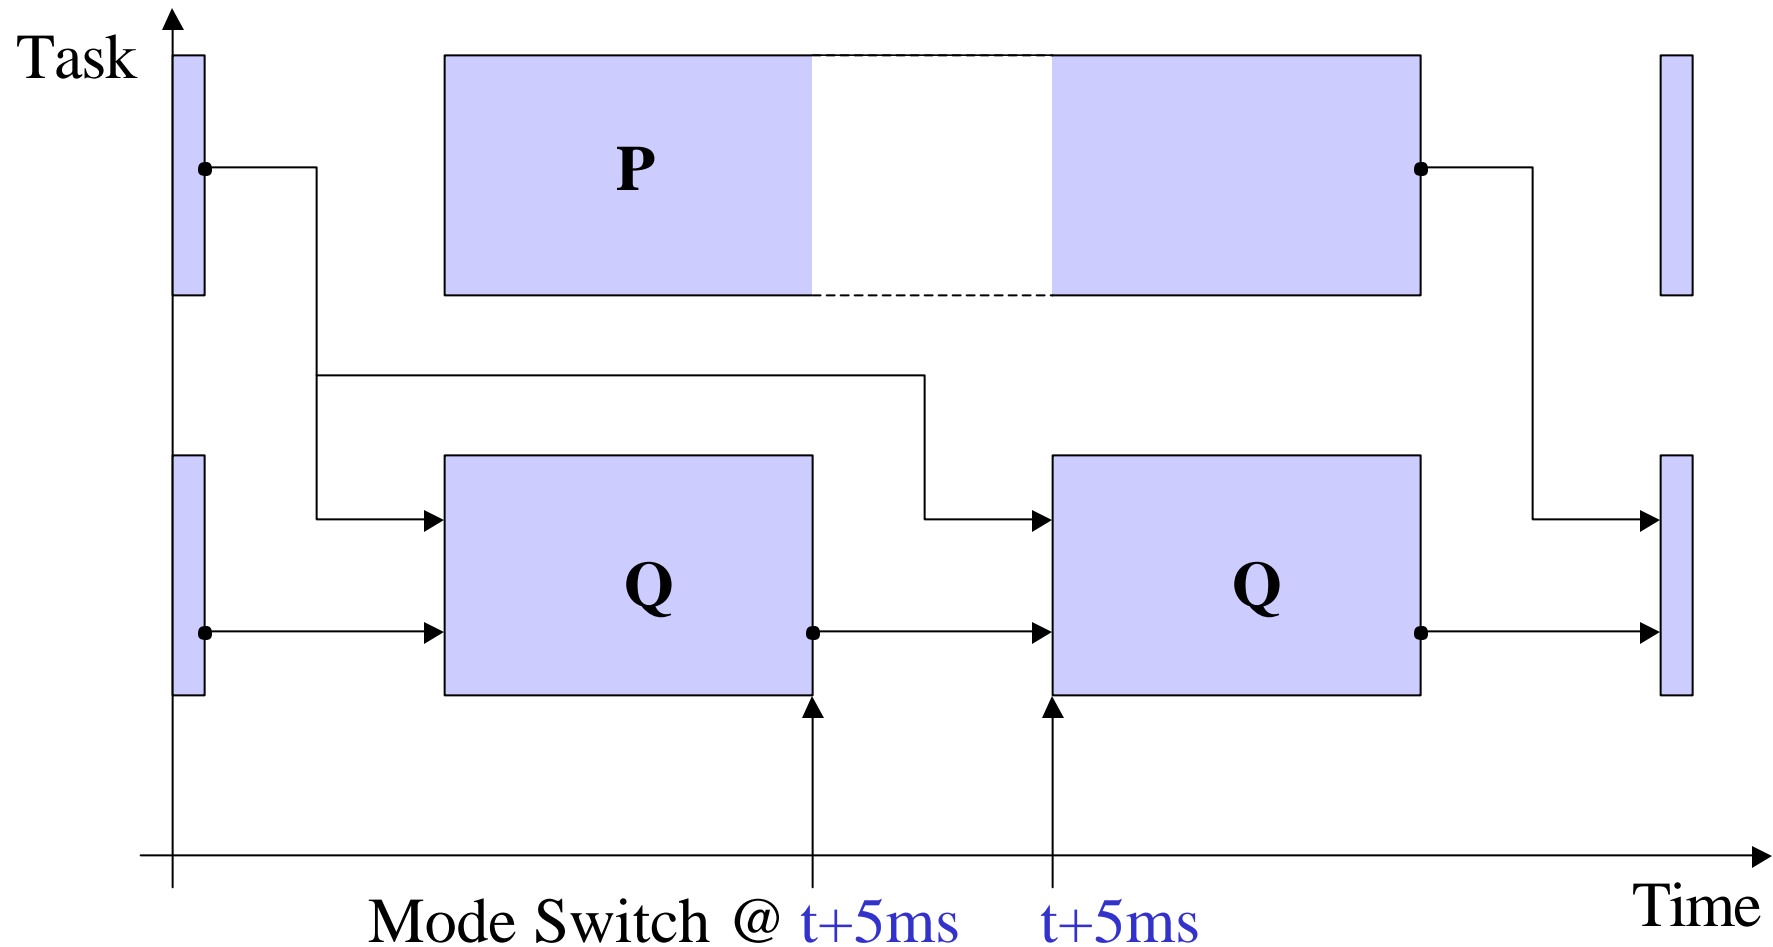 Task
P
Q
Q
Time
Mode Switch @ t+5ms t+5ms